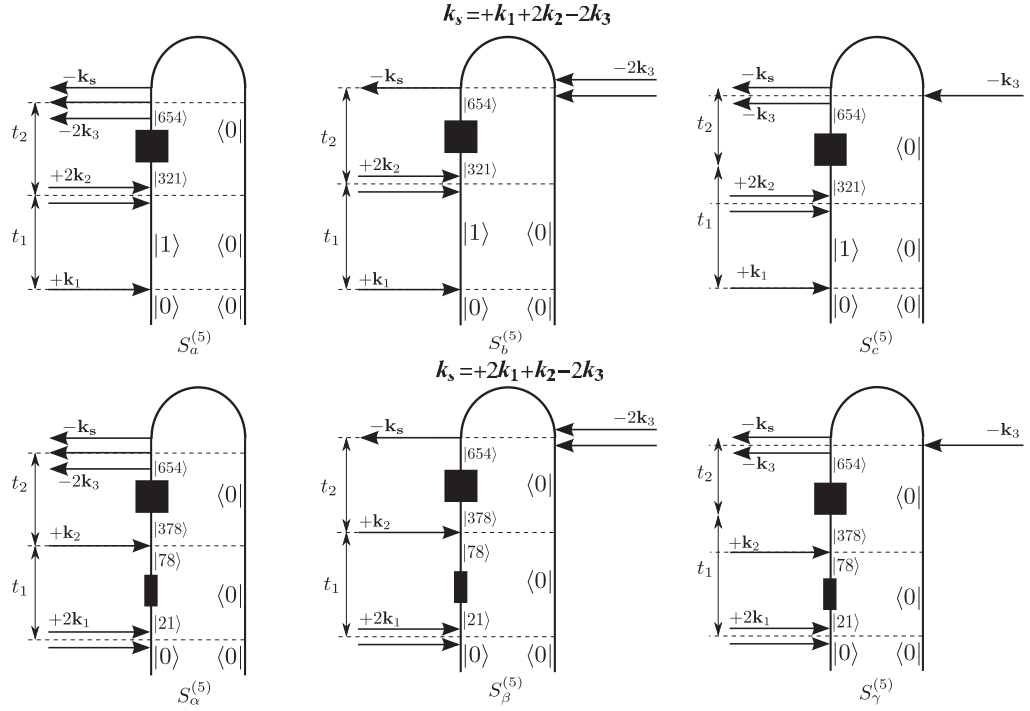 k_s=+k_1+2k_2−2k_3
−k_s
−2k_3
|654⟩
⟨0|
t_2
+2k_2
|321⟩
t_1
|1⟩ ⟨0|
+k_1
|0⟩ ⟨0|
S_a^(5)
−k_s
−2k_3
|654⟩
t_2
+2k_2
|321⟩
t_1
|1⟩ ⟨0|
+k_1
|0⟩ ⟨0|
S_b^(5)
−k_s
−k_3
−k_3
|654⟩
t_2
⟨0|
+2k_2
|321⟩
t_1
|1⟩ ⟨0|
+k_1
|0⟩ ⟨0|
S_c^(5)
k_s=+2k_1+k_2−2k_3
−k_s
|654⟩
−2k_3
t_2
⟨0|
+k_2
|378⟩
|78⟩
t_1
⟨0|
+2k_1
|21⟩
|0⟩ ⟨0|
S_α^(5)
−k_s
−2k_3
|654⟩
t_2
⟨0|
+k_2
|378⟩
|78⟩
t_1
⟨0|
+2k_1
|21⟩
|0⟩ ⟨0|
S_β^(5)
−k_s
−k_3
−k_3
|654⟩
t_2
⟨0|
+k_2
|378⟩
|78⟩
t_1
⟨0|
+2k_1
|21⟩
|0⟩ ⟨0|
S_γ^(5)